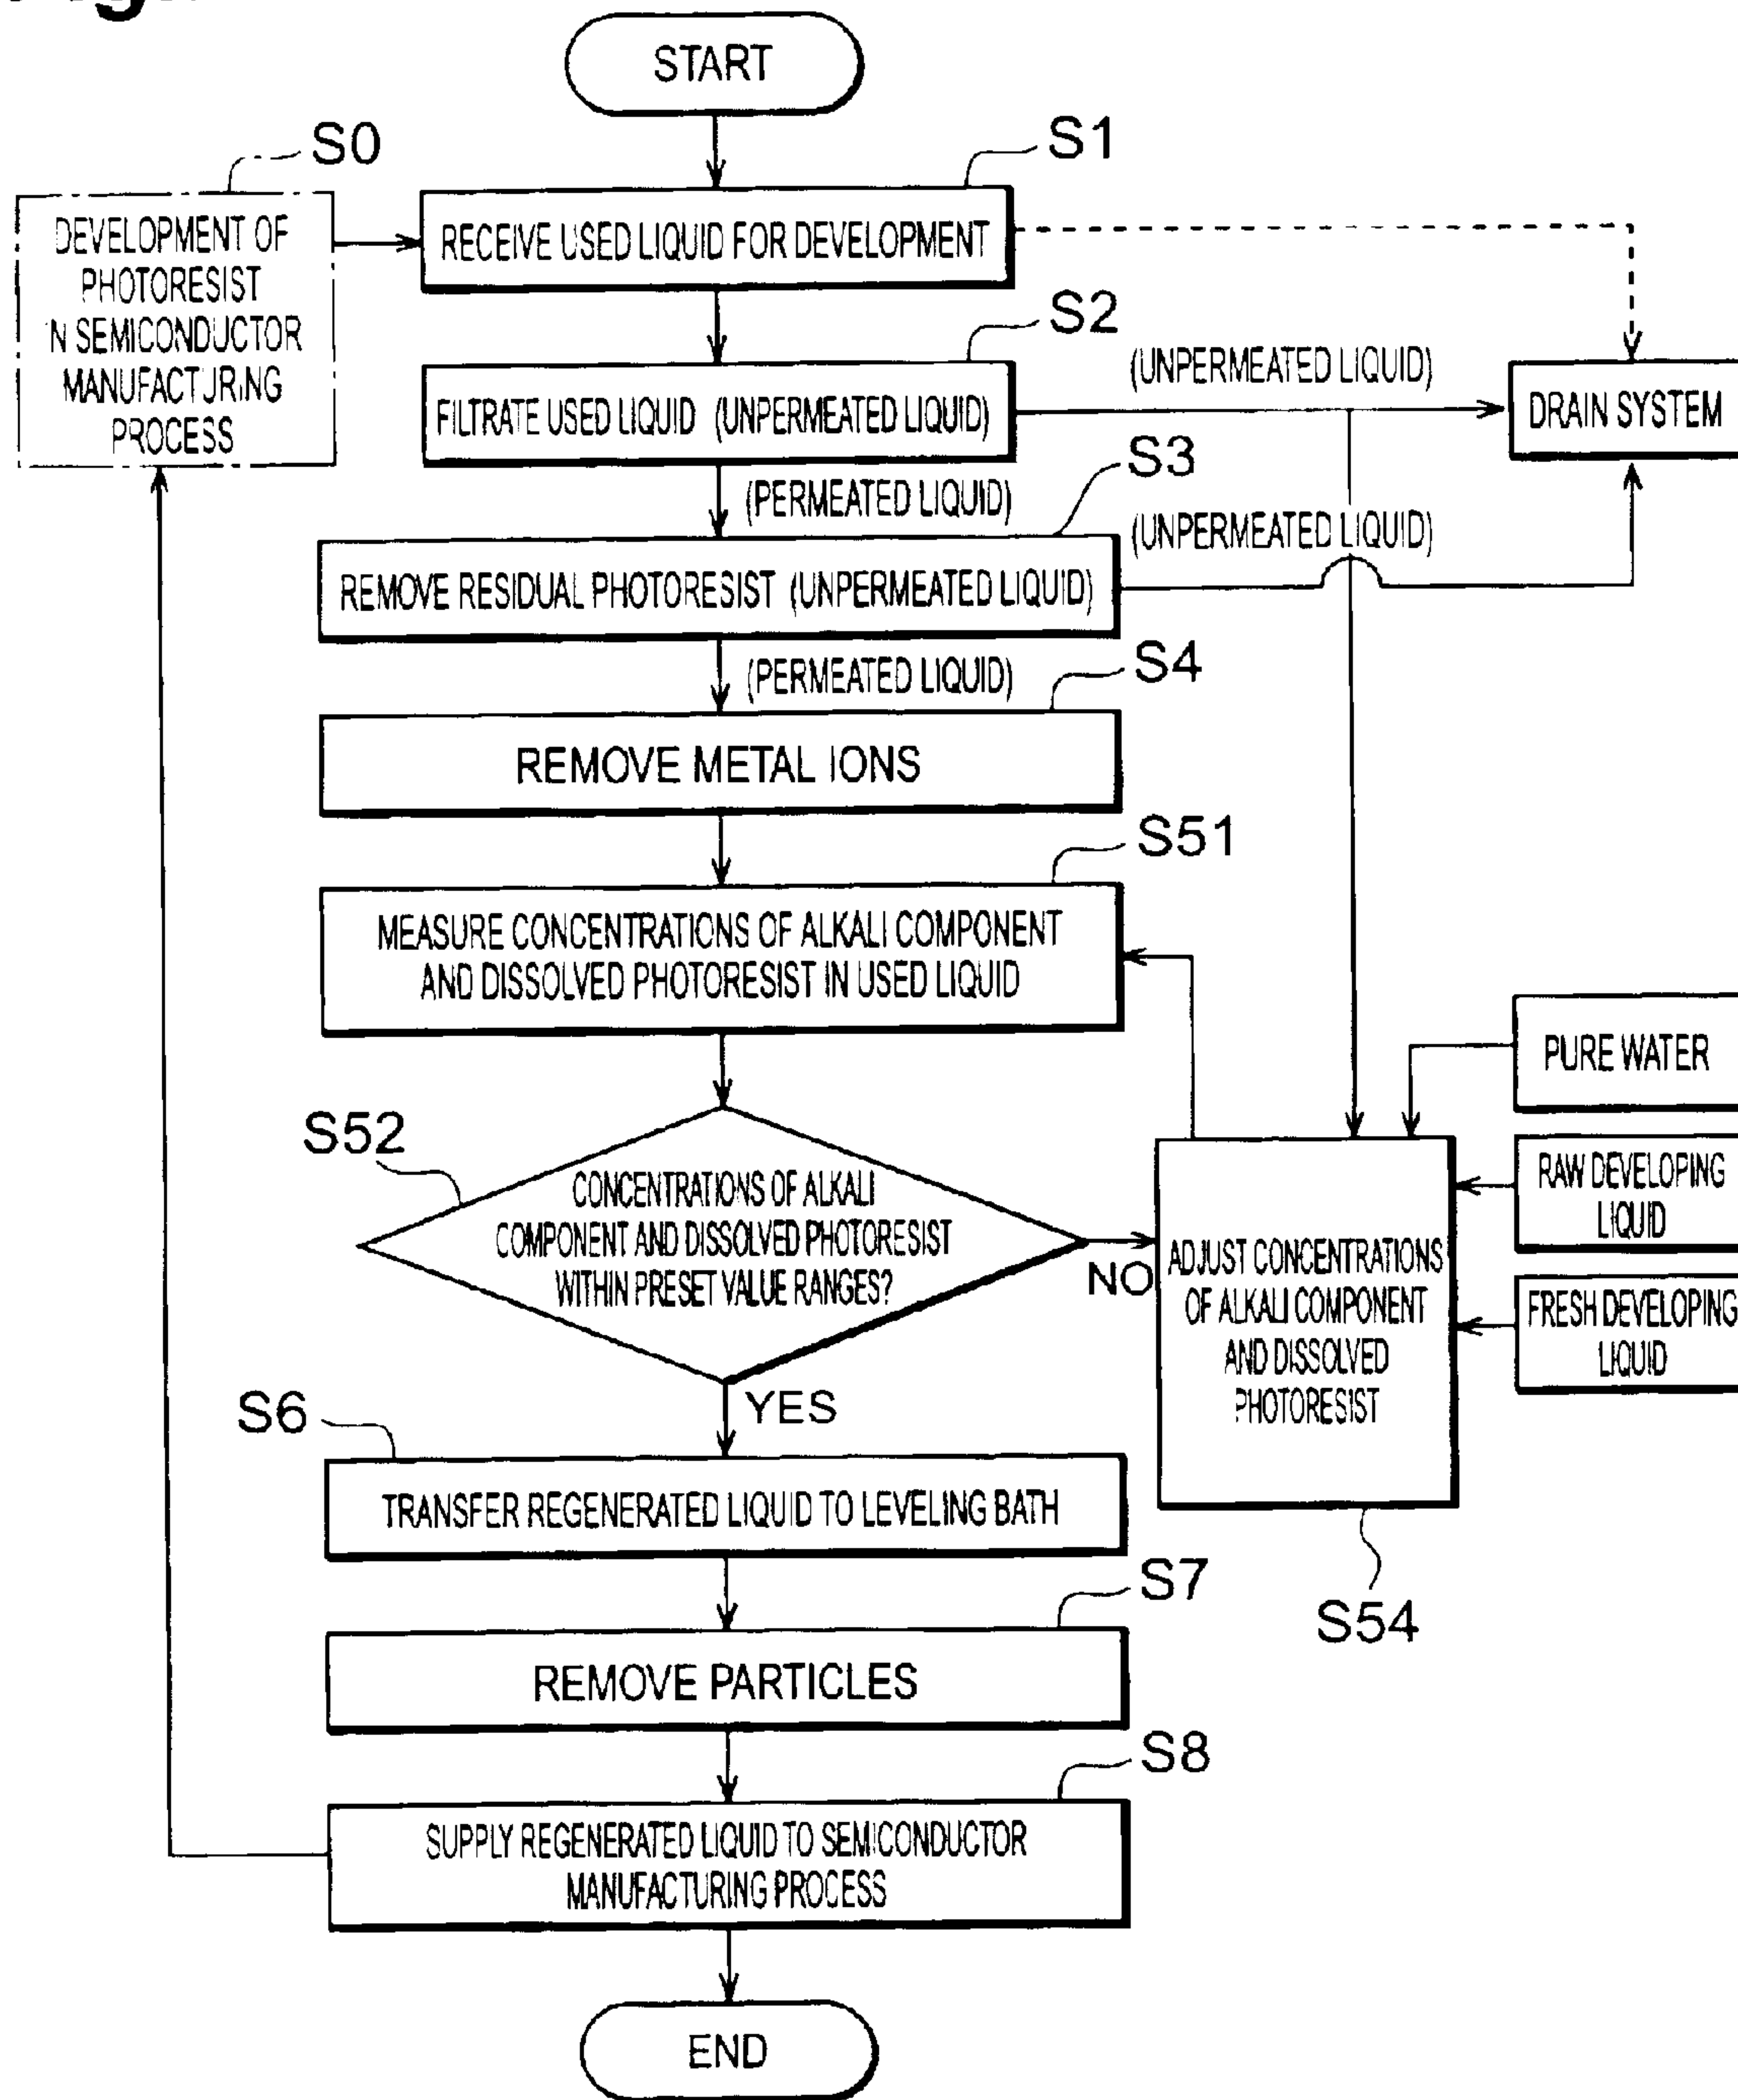 START
S0
S1
DEVELOPMENT OF
PHOTORESIST
IN SEMICONDUCTOR
MANUFACTURING
PROCESS
RECEIVE USED LIQUID FOR DEVELOPMENT
S2
(UNPERMEATED LIQUID)
FILTRATE USED LIQUID (UNPERMEATED LIQUID)
DRAIN SYSTEM
S3
(PERMEATED LIQUID)
(UNPERMEATED LIQUID)
REMOVE RESIDUAL PHOTORESIST (UNPERMEATED LIQUID)
S4
(PERMEATED LIQUID)
REMOVE METAL IONS
S51
MEASURE CONCENTRATIONS OF ALKALI COMPONENT
AND DISSOLVED PHOTORESIST IN USED LIQUID
PURE WATER
S52
CONCENTRATIONS OF ALKALI
COMPONENT AND DISSOLVED PHOTORESIST
WITHIN PRESET VALUE RANGES?
NO
ADJUST CONCENTRATIONS
OF ALKALI COMPONENT
AND DISSOLVED
PHOTORESIST
RAW DEVELOPING
LIQUID
FRESH DEVELOPING
LIQUID
YES
S6
TRANSFER REGENERATED LIQUID TO LEVELING BATH
S54
S7
REMOVE PARTICLES
S8
SUPPLY REGENERATED LIQUID TO SEMICONDUCTOR
MANUFACTURING PROCESS
END